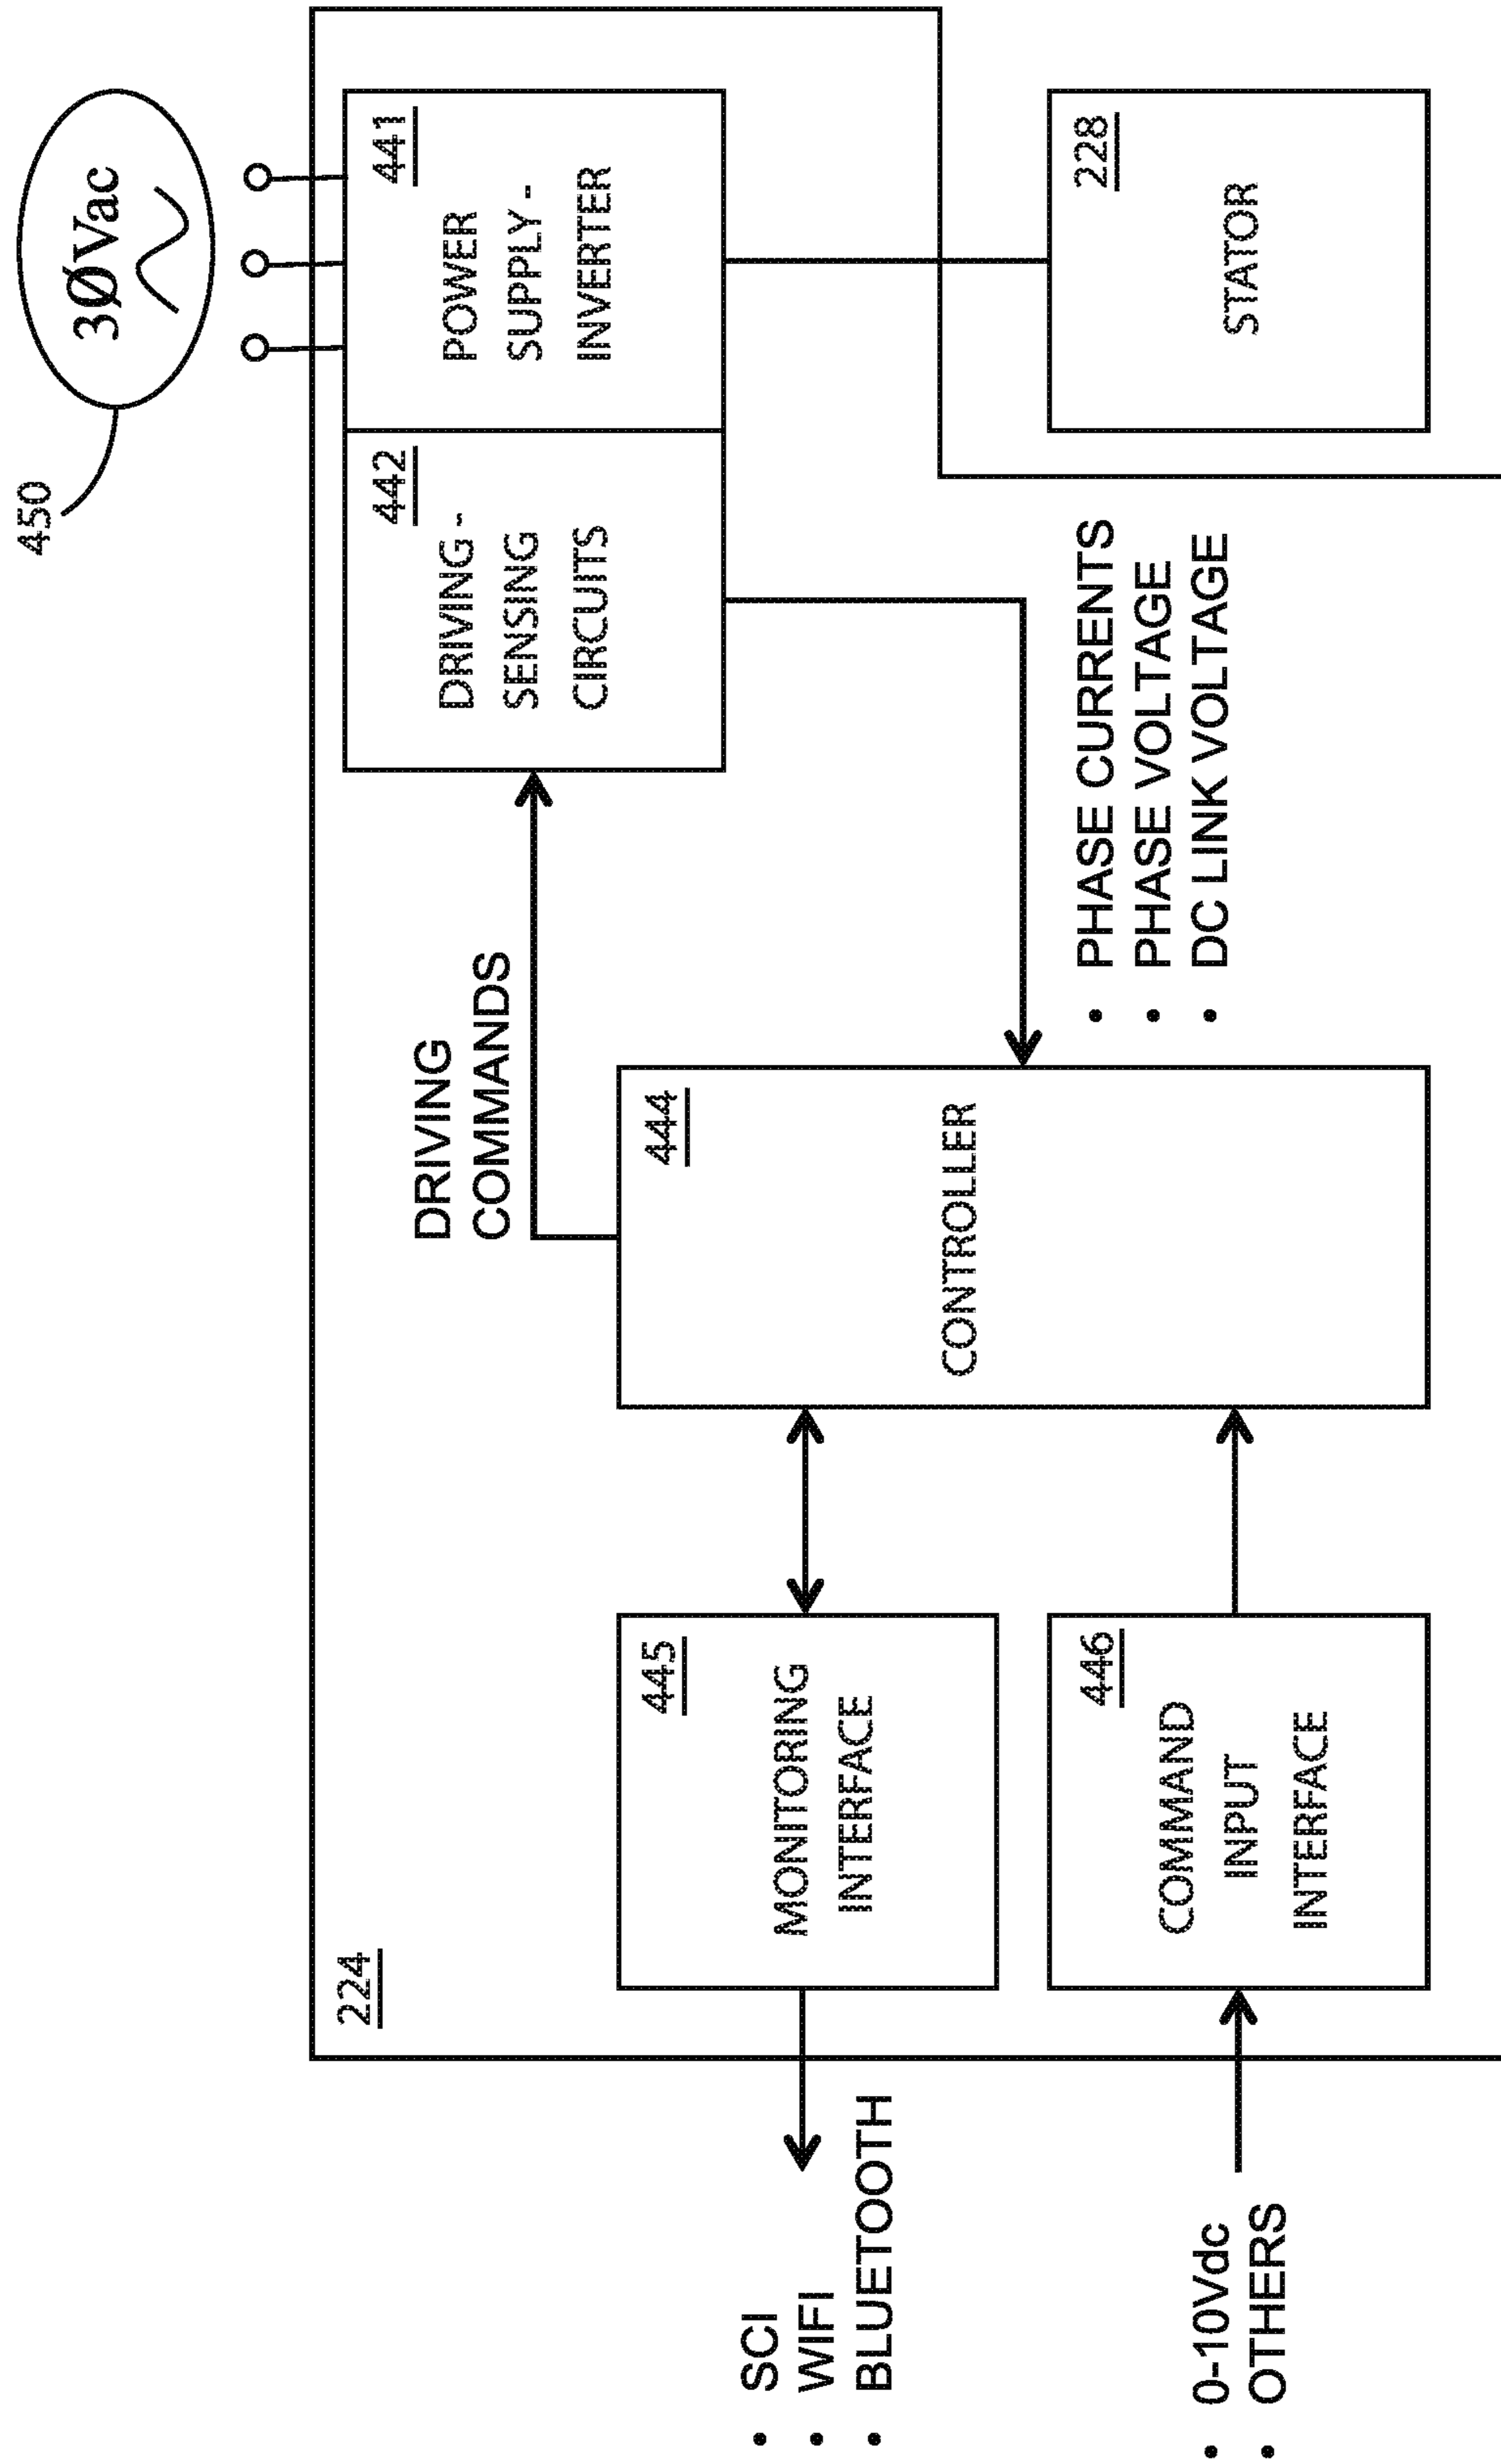 450
3ØVac
224
442
DRIVING -
SENSING
CIRCUITS
441
POWER
SUPPLY -
INVERTER
DRIVING
COMMANDS
445
MONITORING
INTERFACE
444
CONTROLLER
• SCI
• WIFI
• BLUETOOTH
• PHASE CURRENTS
• PHASE VOLTAGE
• DC LINK VOLTAGE
446
COMMAND
INPUT
INTERFACE
228
STATOR
• 0-10Vdc
• OTHERS